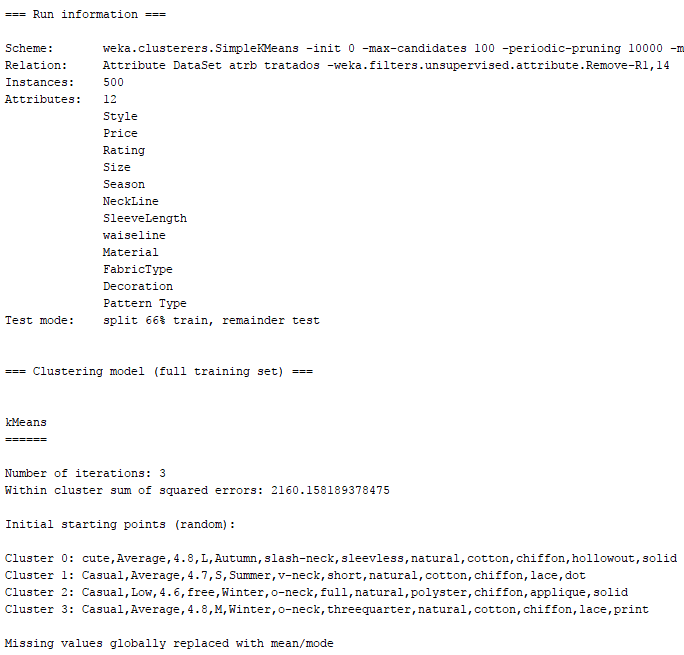 === Run information ===
Scheme: weka.clusterers.SimpleKMeans -init 0 -max-candidates 100 -periodic-pruning 10000 -m
Relation: Attribute DataSet atrb tratados -weka.filters.unsupervised.attribute.Remove-R1,14
Instances: 500
Attributes: 12
Style
Price
Rating
Size
Season
NeckLine
SleeveLength
waiseline
Material
FabricType
Decoration
Pattern Type
Test mode: split 66% train, remainder test
=== Clustering model (full training set) ===
kMeans
======
Number of iterations: 3
Within cluster sum of squared errors: 2160.158189378475
Initial starting points (random):
Cluster 0: cute,Average,4.8,L,Autumn,slash-neck,sleevless,natural,cotton,chiffon,hollowout,solid
Cluster 1: Casual,Average,4.7,S,Summer,v-neck,short,natural,cotton,chiffon,lace,dot
Cluster 2: Casual,Low,4.6,free,Winter,o-neck,full,natural,polyster,chiffon,applique,solid
Cluster 3: Casual,Average,4.8,M,Winter,o-neck,threequarter,natural,cotton,chiffon,lace,print
Missing values globally replaced with mean/mode